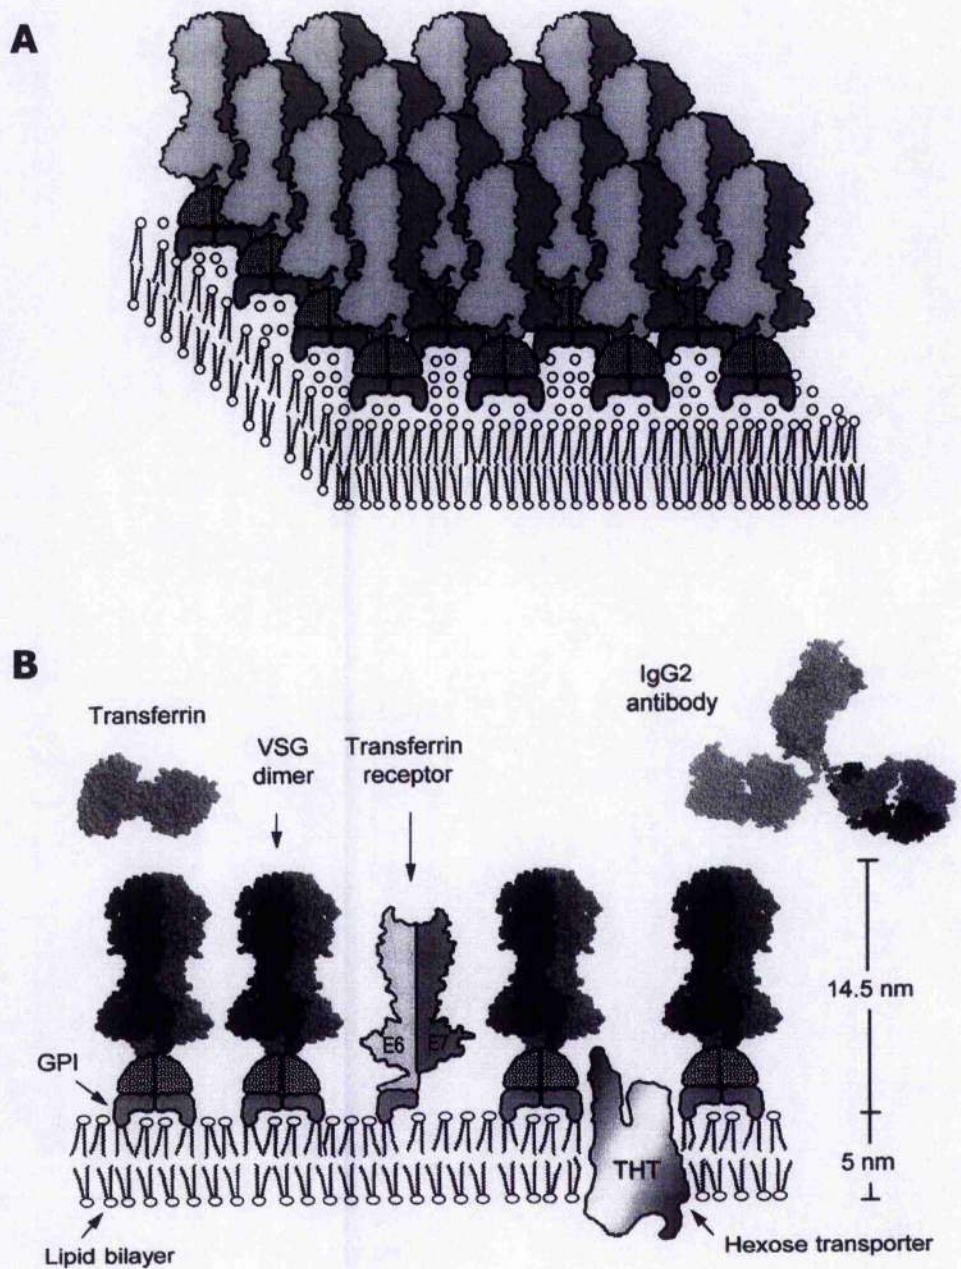 A
B
Transferrin
VSG
dimer
Transferrin
receptor
IgG2
antibody
E6
E7
14.5 nm
GPI
THT
5 nm
Lipid bilayer
Hexose transporter